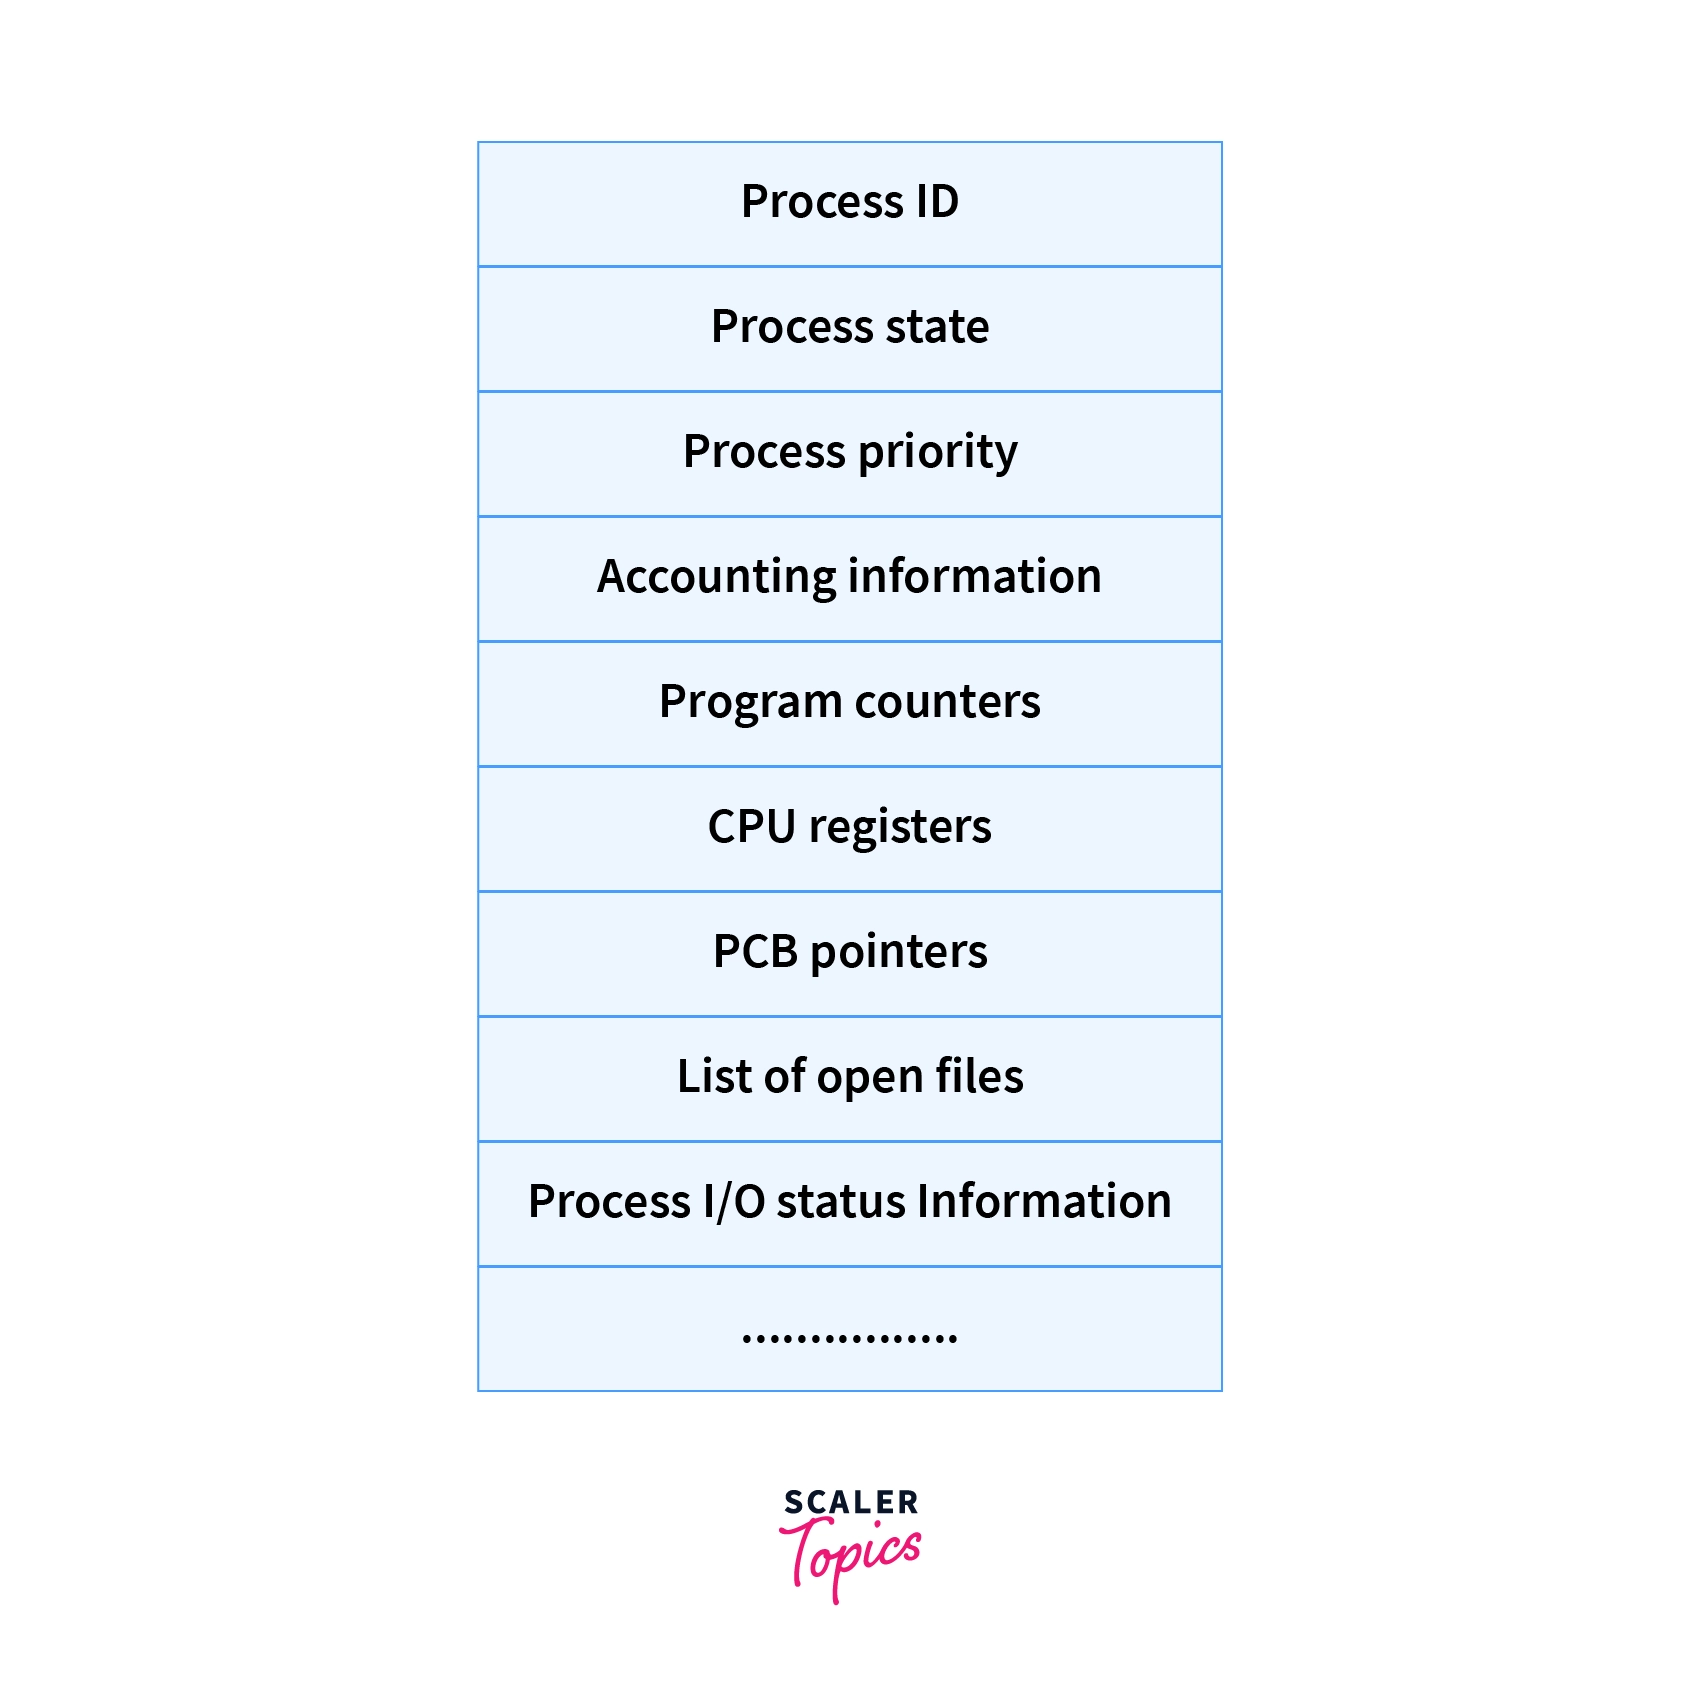 Process ID
Process state
Process priority
Accounting information
Program counters
CPU registers
PCB pointers
List of open files
Process I/O status Information
................
SCALER
Topics